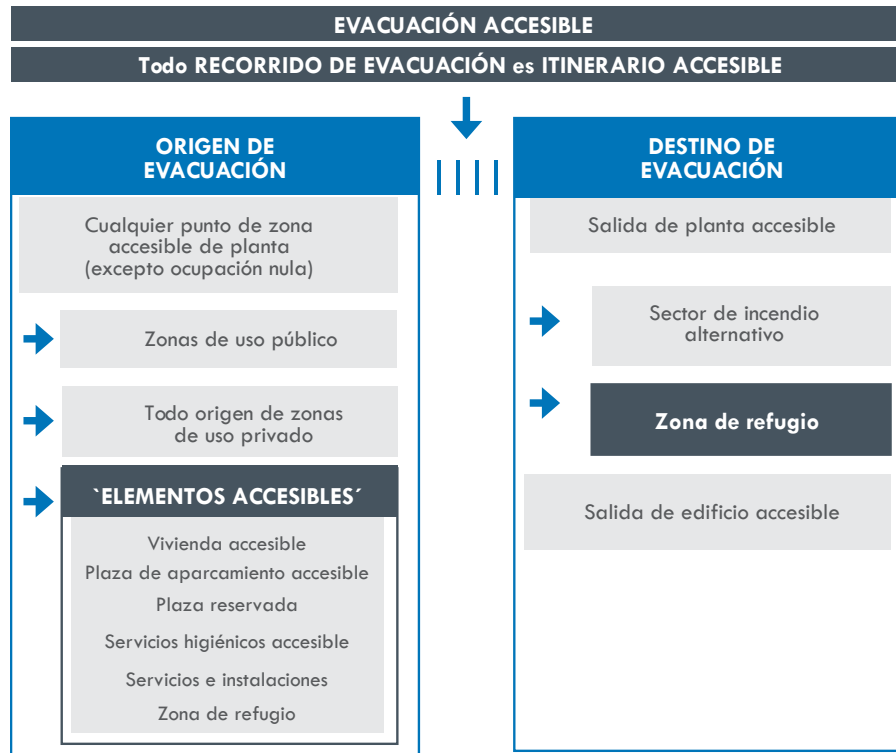 EVACUACIÓN ACCESIBLE
Todo RECORRIDO DE EVACUACIÓN es ITINERARIO ACCESIBLE
ORIGEN DE
EVACUACIÓN
Cualquier punto de zona
accesible de planta
(excepto ocupación nula)
Zonas de uso público
Todo origen de zonas
de uso privado
`ELEMENTOS ACCESIBLES´
Vivienda accesible
Plaza de aparcamiento accesible
Plaza reservada
Servicios higiénicos accesible
Servicios e instalaciones
Zona de refugio
DESTINO DE
EVACUACIÓN
Salida de planta accesible
Sector de incendio
alternativo
Zona de refugio
Salida de edificio accesible